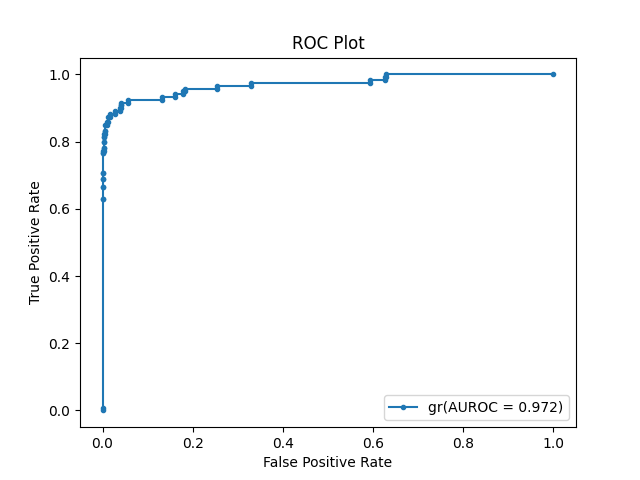 ROC Plot
True Positive Rate
1.0
0.8
0.6
0.4
0.2
0.0
gr(AUROC = 0.972)
0.0 0.2 0.4 0.6 0.8 1.0
False Positive Rate